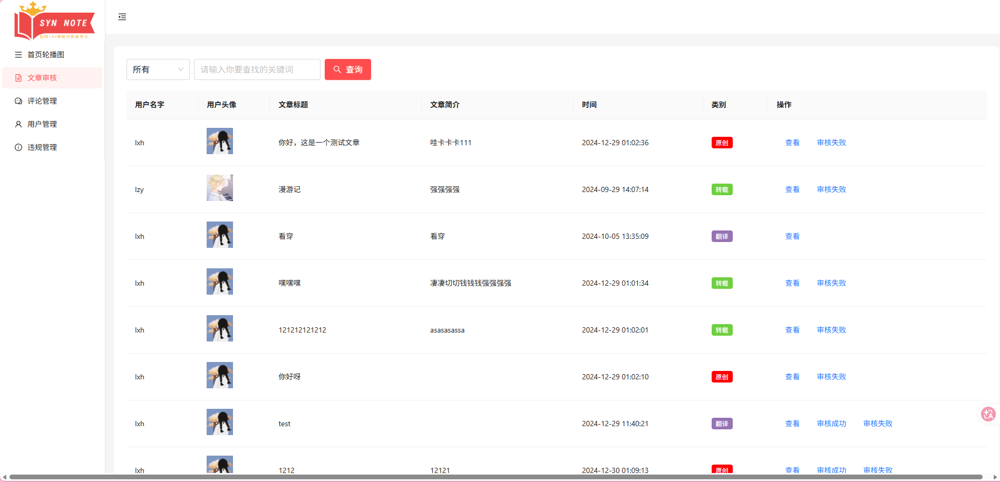 SYN NOTE
首页轮播图
文章审核
评论管理
用户管理
违规管理
所有 请输入你要查找的关键词 查询
用户名字 用户头像 文章标题 文章简介 时间 类别 操作
lxh 你好，这是一个测试文章 哇卡卡卡111 2024-12-29 01:02:36 原创 查看 审核失败
lzy 漫游记 强强强强 2024-09-29 14:07:14 转载 查看 审核失败
lxh 看穿 看穿 2024-10-05 13:35:09 翻译 查看
lxh 嘿嘿嘿 凄凄切切钱钱钱强强强强 2024-12-29 01:01:34 转载 查看 审核失败
lxh 121212121212 asasasassa 2024-12-29 01:02:01 转载 查看 审核失败
lxh 你好呀 2024-12-29 01:02:10 原创 查看 审核失败
lxh test 2024-12-29 11:40:21 翻译 查看 审核成功 审核失败
lxh 1212 12121 2024-12-30 01:09:13 原创 查看 审核成功 审核失败